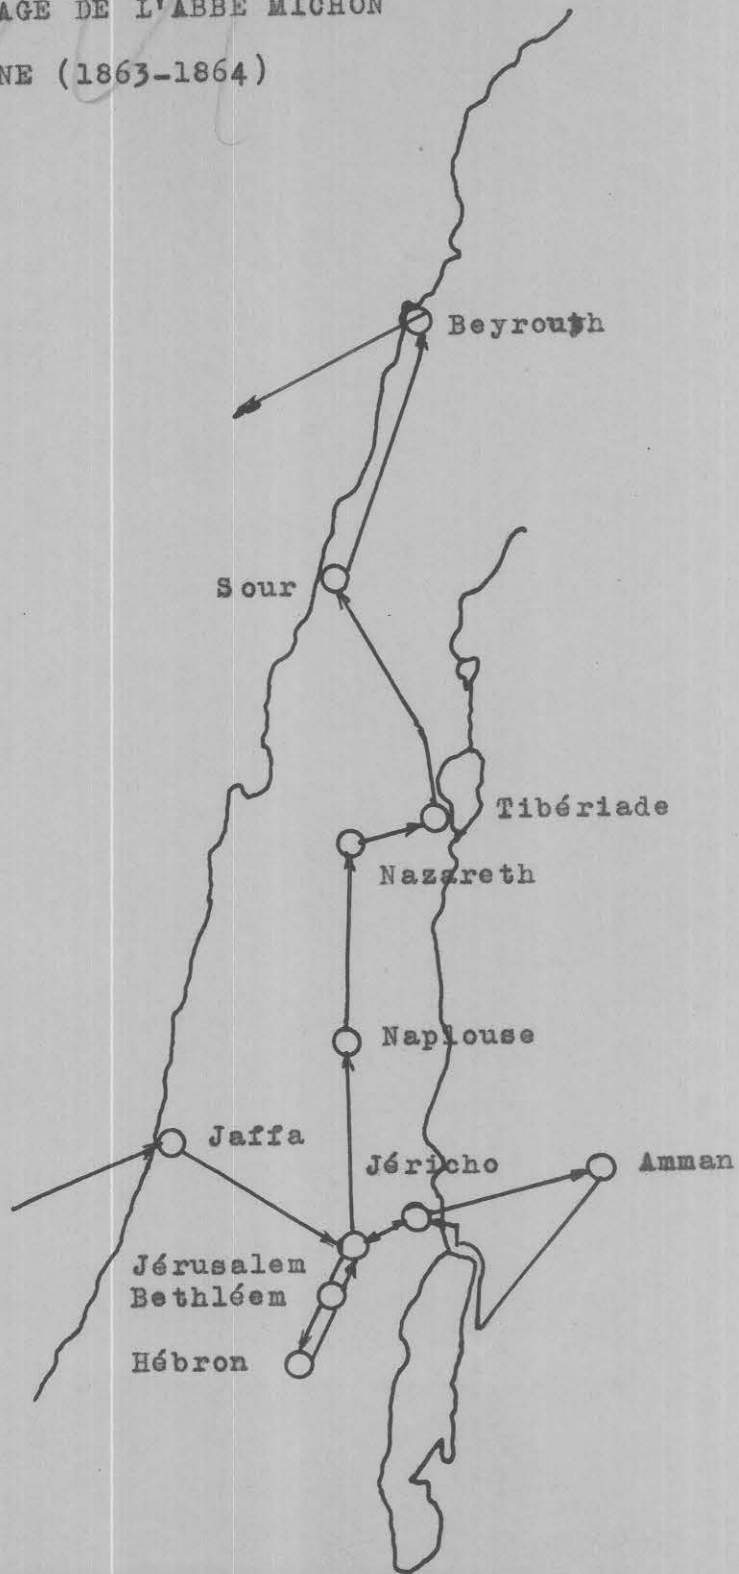 AGE DE L'ABBE MICHON
NE (1863-1864)
Beyrouth
Sour
Tibériade
Nazareth
Naplouse
Jaffa
Jéricho
Amman
Jérusalem
Bethléem
Hébron